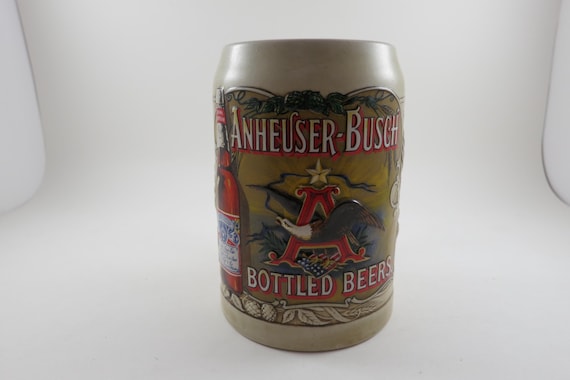 ANHEUSER-BUSCH
A
BOTTLED BEERS